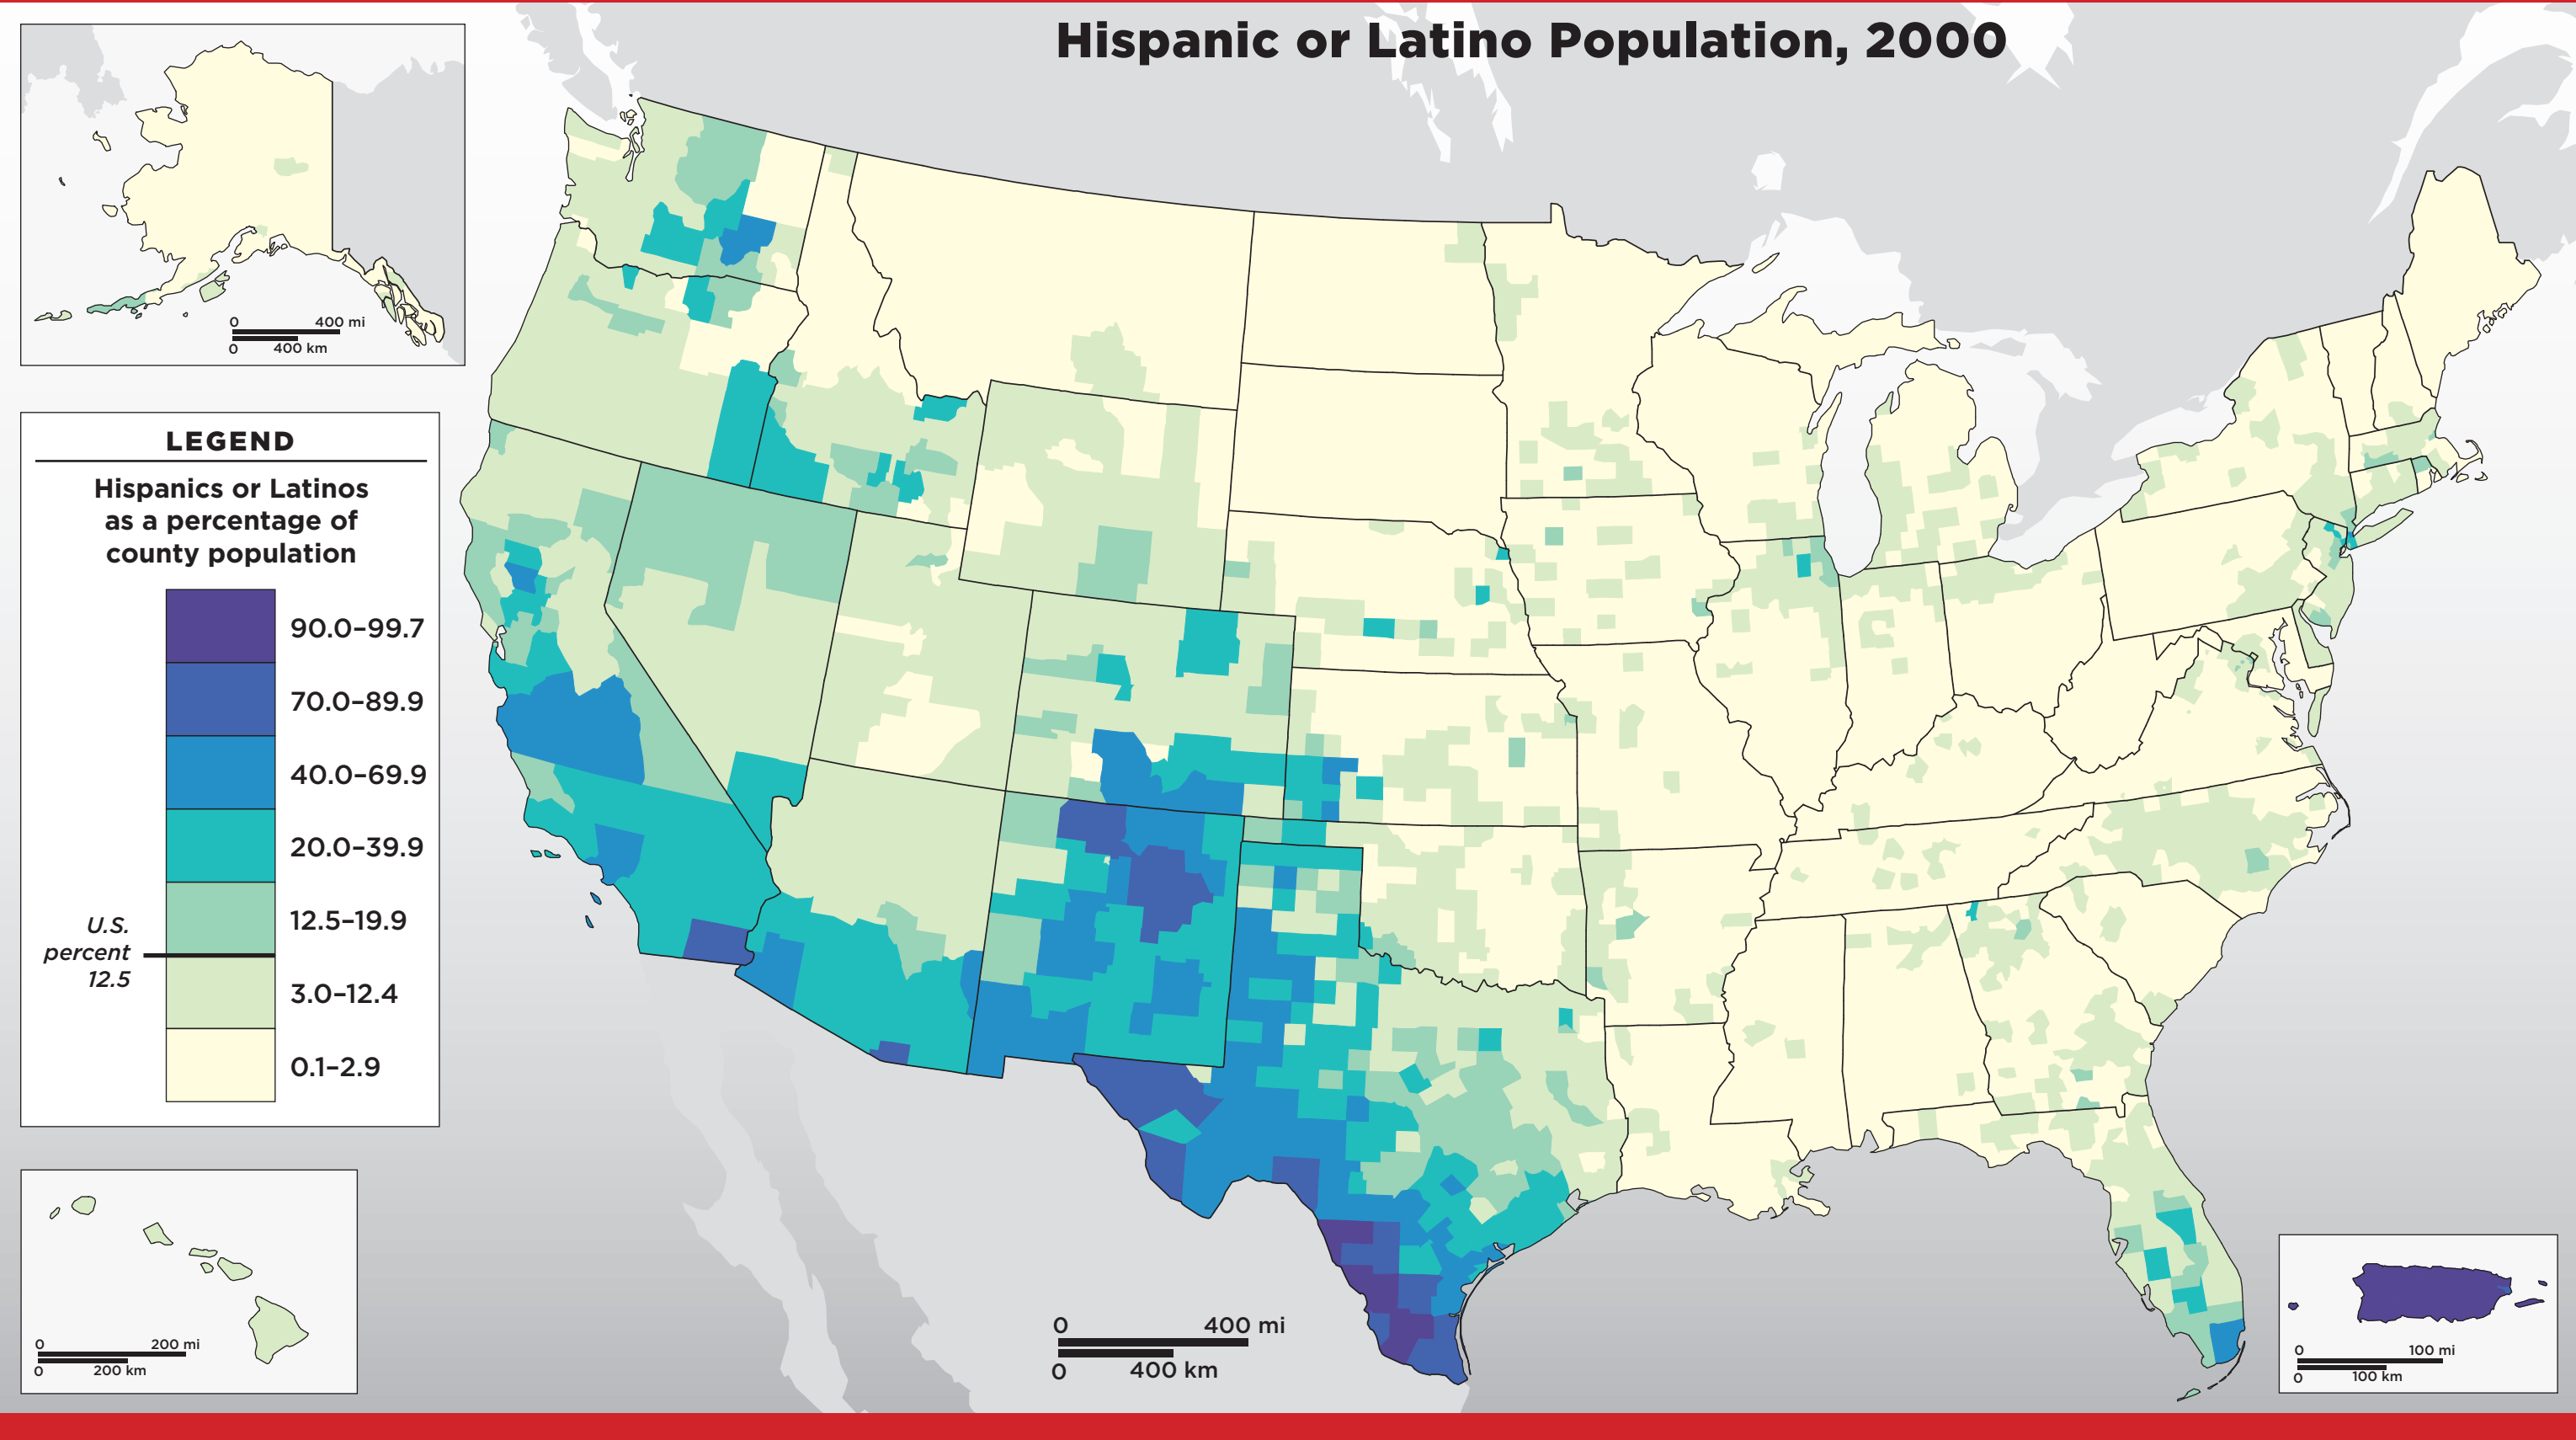 Hispanic or Latino Population, 2000
0 400 mi
0 400 km
LEGEND
Hispanics or Latinos
as a percentage of
county population
90.0–99.7
70.0–89.9
40.0–69.9
20.0–39.9
12.5–19.9
3.0–12.4
0.1–2.9
U.S.
percent
12.5
0 200 mi
0 200 km
0 400 mi
0 400 km
0 100 mi
0 100 km